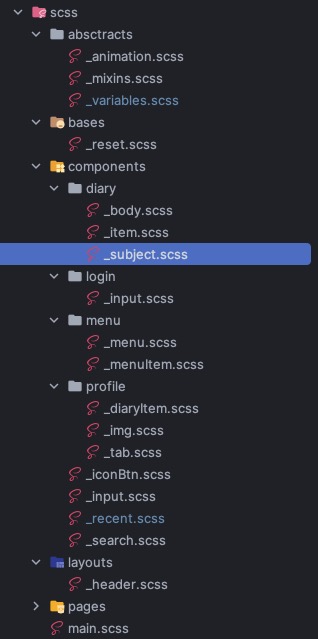 scss
absctracts
_animation.scss
_mixins.scss
_variables.scss
bases
_reset.scss
components
diary
_body.scss
_item.scss
_subject.scss
login
_input.scss
menu
_menu.scss
_menuItem.scss
profile
_diaryItem.scss
_img.scss
_tab.scss
_iconBtn.scss
_input.scss
_recent.scss
_search.scss
layouts
_header.scss
pages
main.scss